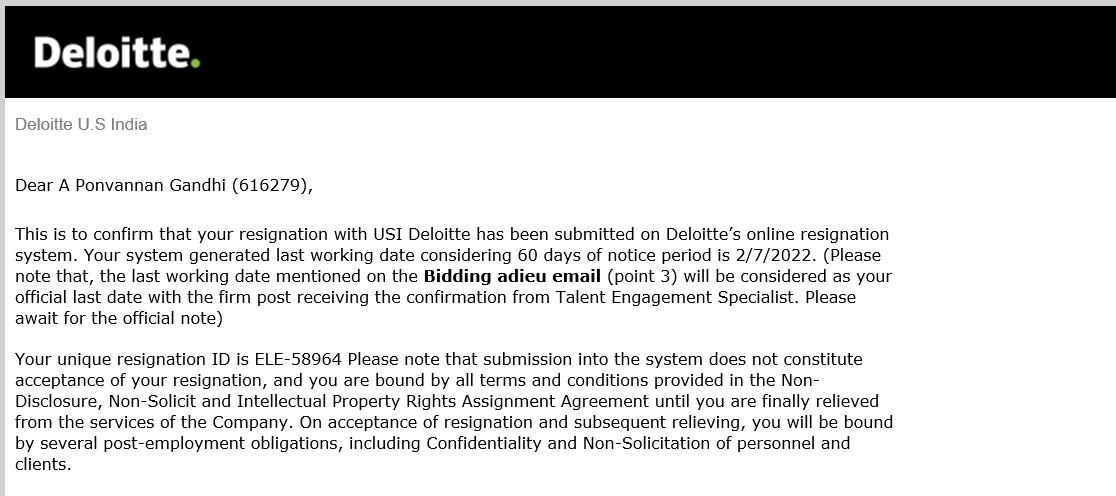 Deloitte.
Deloitte U.S India
Dear A Ponvannan Gandhi (616279),
This is to confirm that your resignation with USI Deloitte has been submitted on Deloitte’s online resignation
system. Your system generated last working date considering 60 days of notice period is 2/7/2022. (Please
note that, the last working date mentioned on the Bidding adieu email (point 3) will be considered as your
official last date with the firm post receiving the confirmation from Talent Engagement Specialist. Please
await for the official note)
Your unique resignation ID is ELE-58964 Please note that submission into the system does not constitute
acceptance of your resignation, and you are bound by all terms and conditions provided in the Non-
Disclosure, Non-Solicit and Intellectual Property Rights Assignment Agreement until you are finally relieved
from the services of the Company. On acceptance of resignation and subsequent relieving, you will be bound
by several post-employment obligations, including Confidentiality and Non-Solicitation of personnel and
clients.